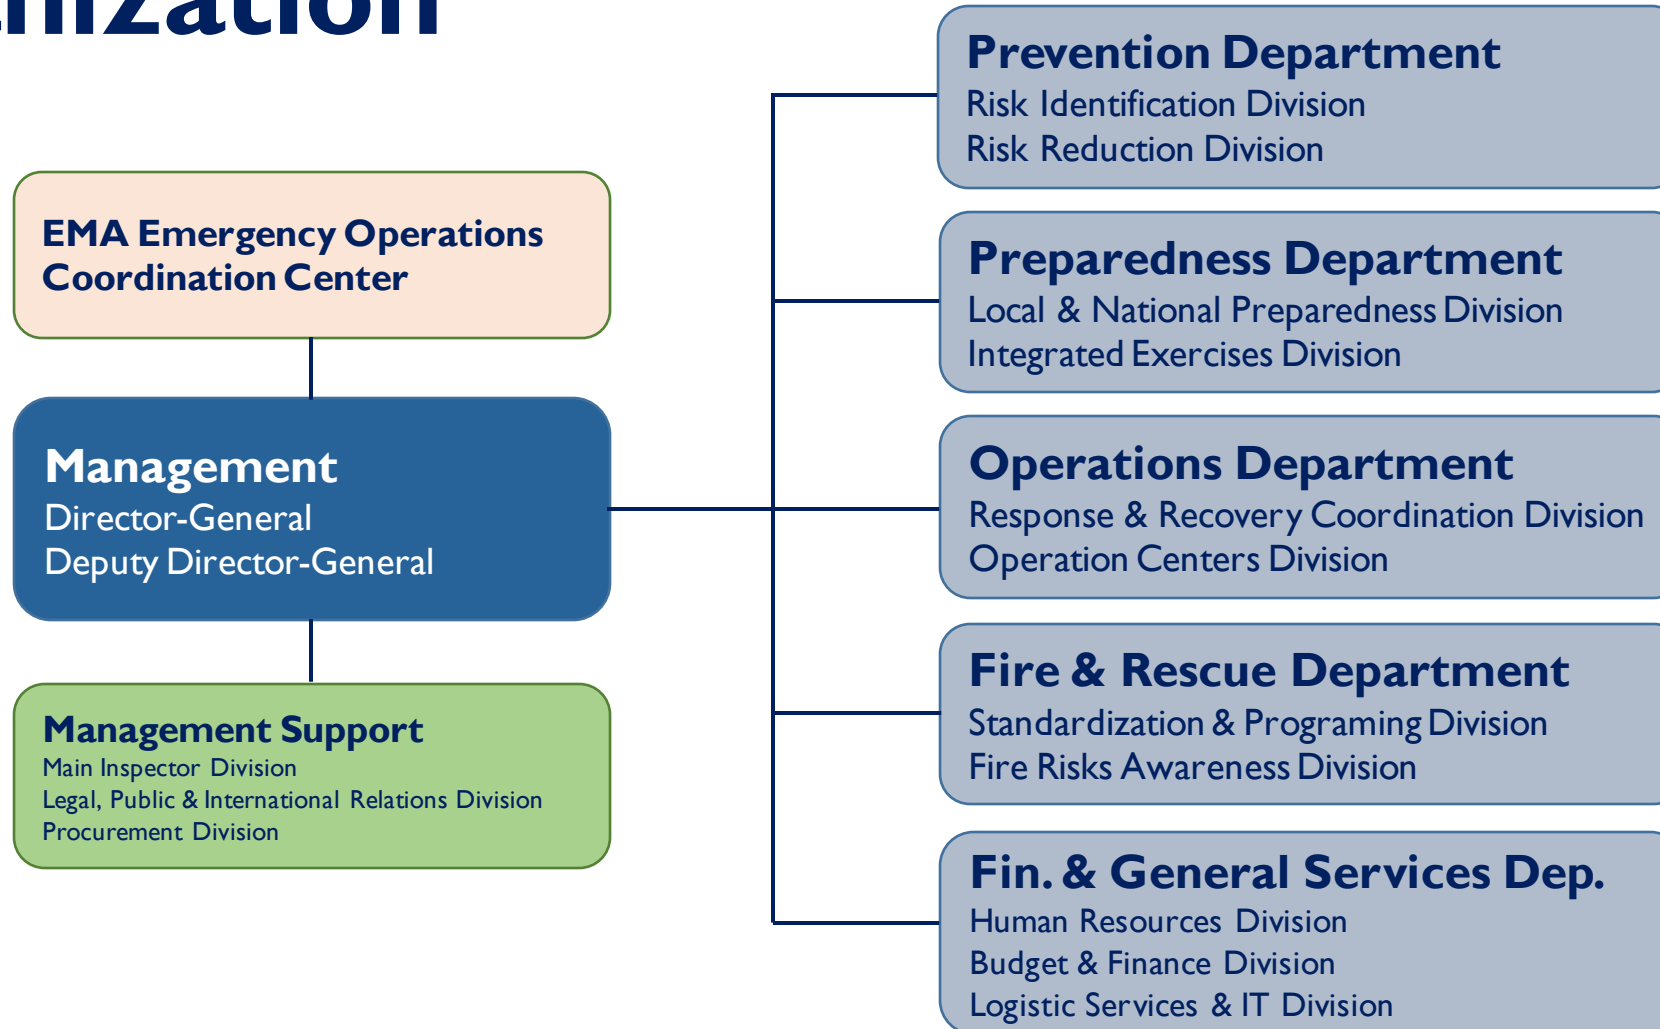 nization
EMA Emergency Operations
Coordination Center
Management
Director-General
Deputy Director-General
Management Support
Main Inspector Division
Legal, Public & International Relations Division
Procurement Division
Prevention Department
Risk Identification Division
Risk Reduction Division
Preparedness Department
Local & National Preparedness Division
Integrated Exercises Division
Operations Department
Response & Recovery Coordination Division
Operation Centers Division
Fire & Rescue Department
Standardization & Programing Division
Fire Risks Awareness Division
Fin. & General Services Dep.
Human Resources Division
Budget & Finance Division
Logistic Services & IT Division